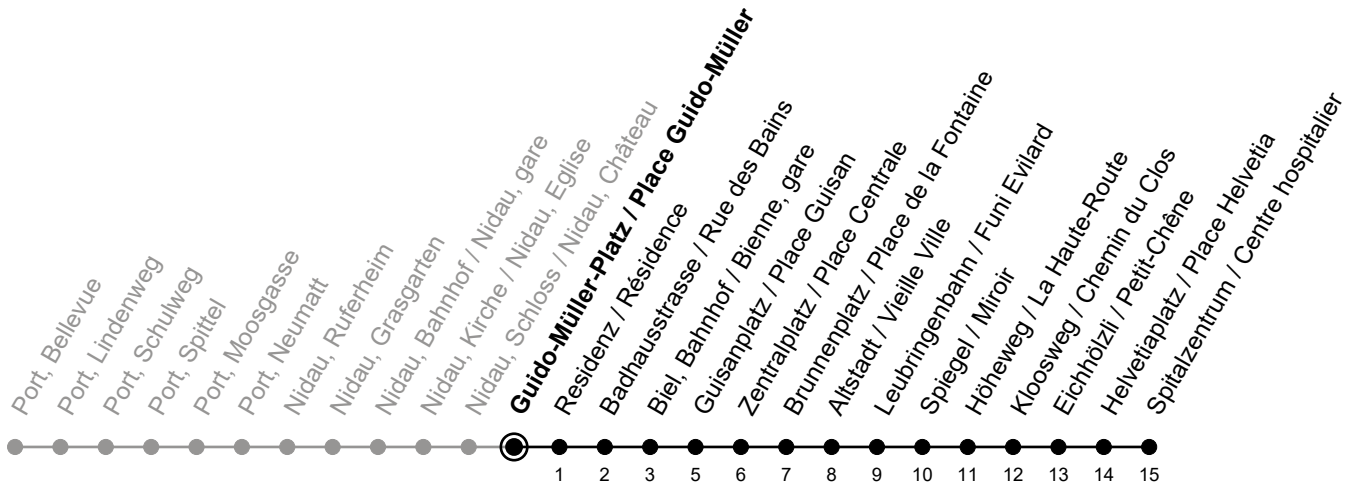 Port, Bellevue
Port, Lindenweg
Port, Schulweg
Port, Spittel
Port, Moosgasse
Port, Neumatt
Nidau, Ruferheim
Nidau, Grasgarten
Nidau, Bahnhof / Nidau, gare
Nidau, Kirche / Nidau, Eglise
Nidau, Schloss / Nidau, Château
Guido-Müller-Platz / Place Guido-Müller
Residenz / Résidence
Badhausstrasse / Rue des Bains
Biel, Bahnhof / Bienne, gare
Guisanplatz / Place Guisan
Zentralplatz / Place Centrale
Brunnenplatz / Place de la Fontaine
Altstadt / Vieille Ville
Leubringenbahn / Funi Evilard
Spiegel / Miroir
Höheweg / La Haute-Route
Kloosweg / Chemin du Clos
Eichhölzli / Petit-Chêne
Helvetiaplatz / Place Helvetia
Spitalzentrum / Centre hospitalier
1 2 3 5 6 7 8 9 10 11 12 13 14 15